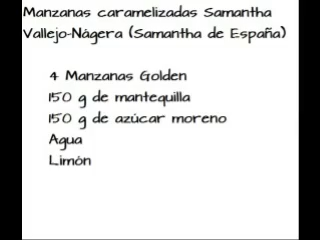 Manzanas caramelizadas Samantha
Vallejo-Nágera (Samantha de España)
4 Manzanas Golden
150 g de mantequilla
150 g de azúcar moreno
Agua
Limón